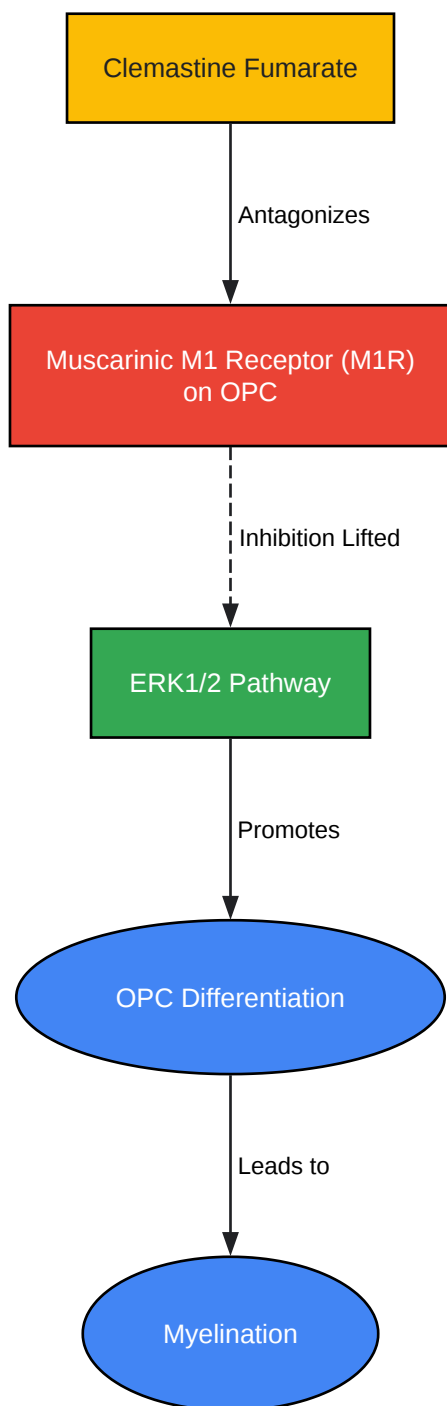 Clemastine Fumarate
Antagonizes
Muscarinic M1 Receptor (M1R)
on OPC
Inhibition Lifted
ERK1/2 Pathway
Promotes
OPC Differentiation
Leads to
Myelination